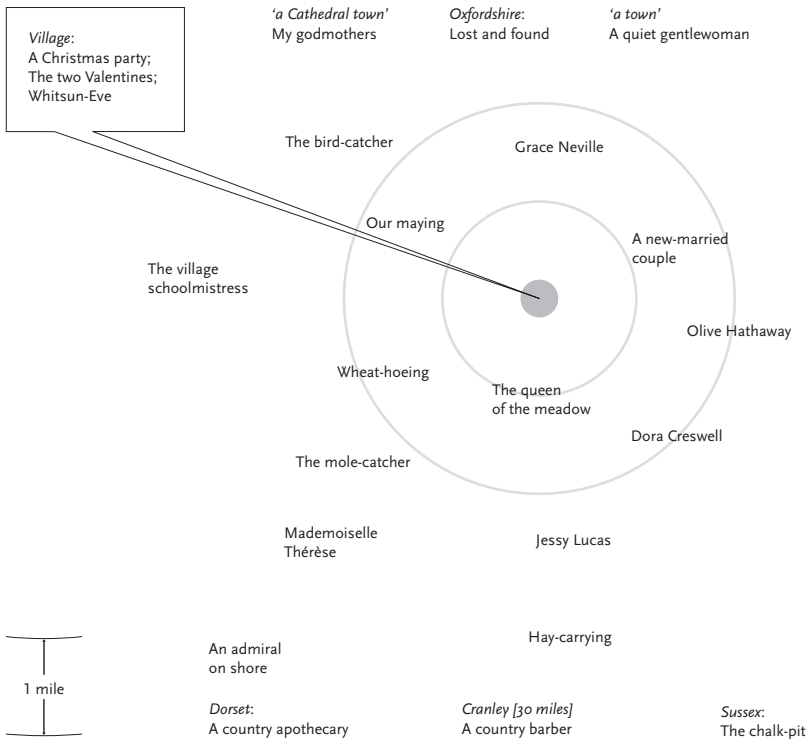 Village:
A Christmas party;
The two Valentines;
Whitsun-Eve
‘a Cathedral town’
My godmothers
Oxfordshire:
Lost and found
‘a town’
A quiet gentlewoman
The bird-catcher
Grace Neville
Our maying
A new-married
couple
The village
schoolmistress
Olive Hathaway
Wheat-hoeing
The queen
of the meadow
Dora Creswell
The mole-catcher
Mademoiselle
Thérèse
Jessy Lucas
Hay-carrying
An admiral
on shore
1 mile
Dorset:
A country apothecary
Cranley [30 miles]
A country barber
Sussex:
The chalk-pit